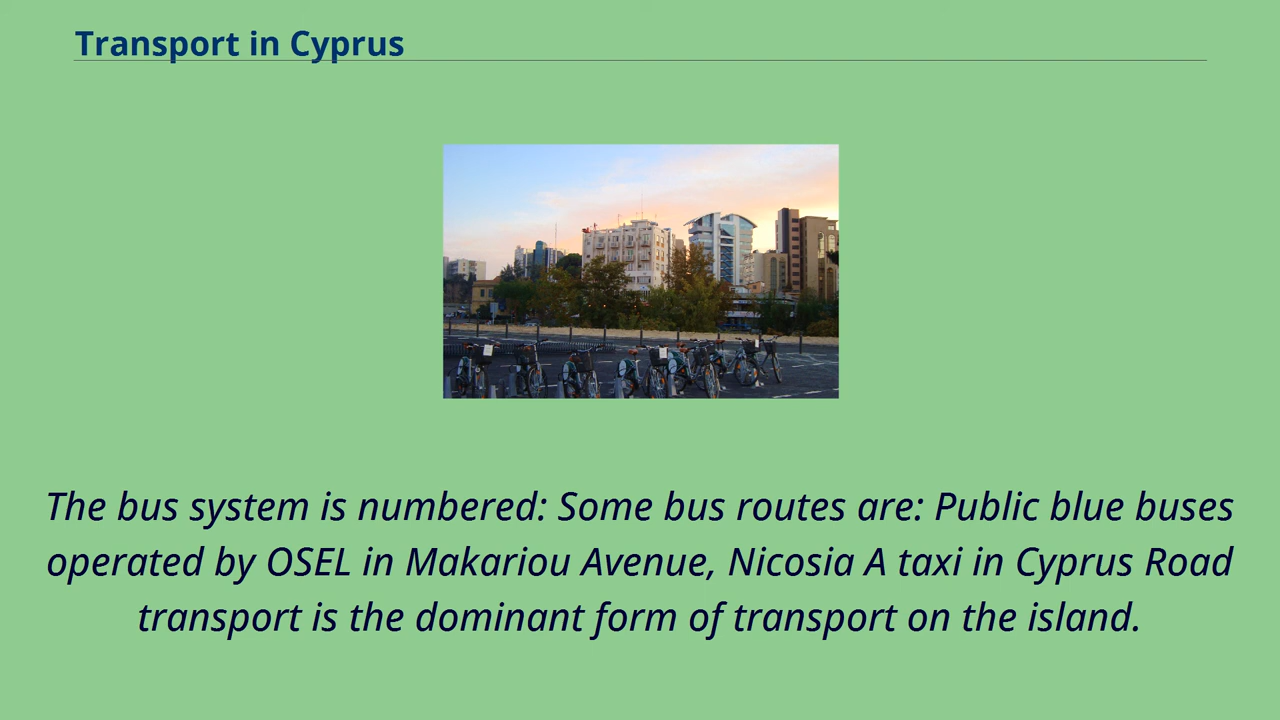 Transport in Cyprus
The bus system is numbered: Some bus routes are: Public blue buses
operated by OSEL in Makariou Avenue, Nicosia A taxi in Cyprus Road
transport is the dominant form of transport on the island.